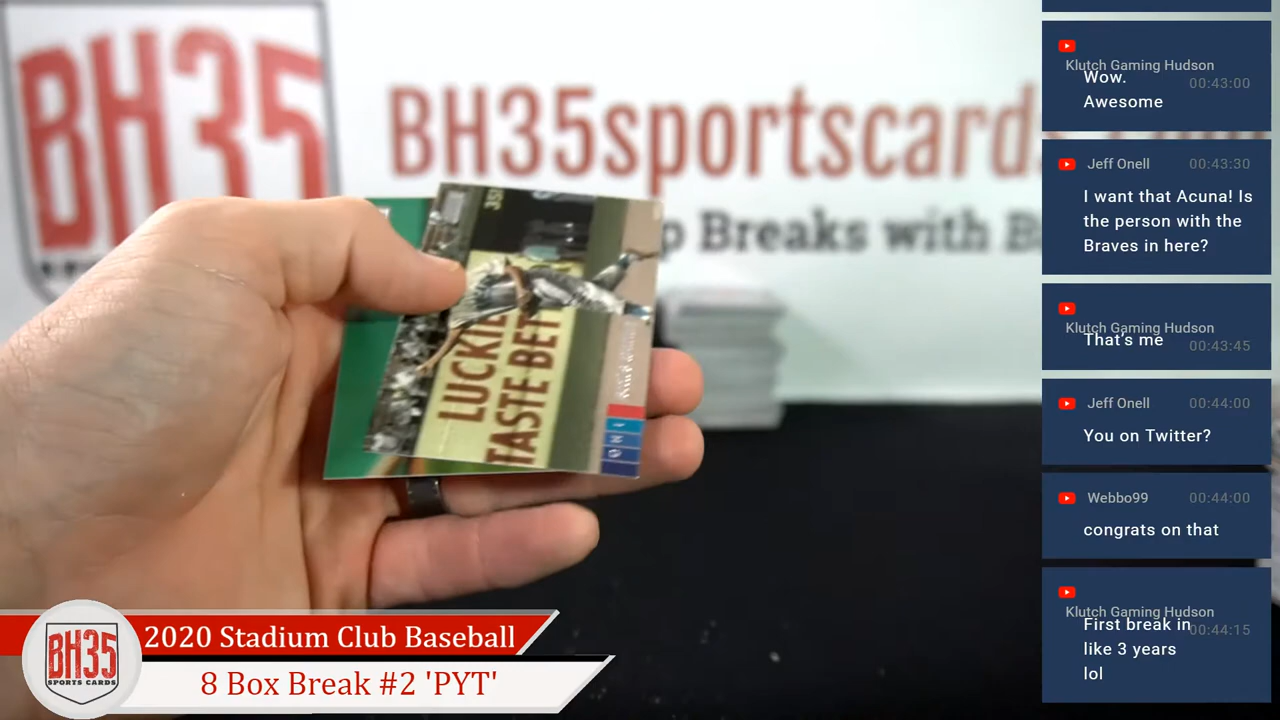 BH35
SPORTS
BH35sportscards
p Breaks with B
351
LUCKIE
TASTE BET
BH35
SPORTS CARDS
2020 Stadium Club Baseball
8 Box Break #2 'PYT'
Klutch Gaming Hudson
Wow.
Awesome
00:43:00
Jeff Onell 00:43:30
I want that Acuna! Is
the person with the
Braves in here?
Klutch Gaming Hudson
That's me
00:43:45
Jeff Onell 00:44:00
You on Twitter?
Webbo99 00:44:00
congrats on that
Klutch Gaming Hudson
First break in
like 3 years
lol
00:44:15